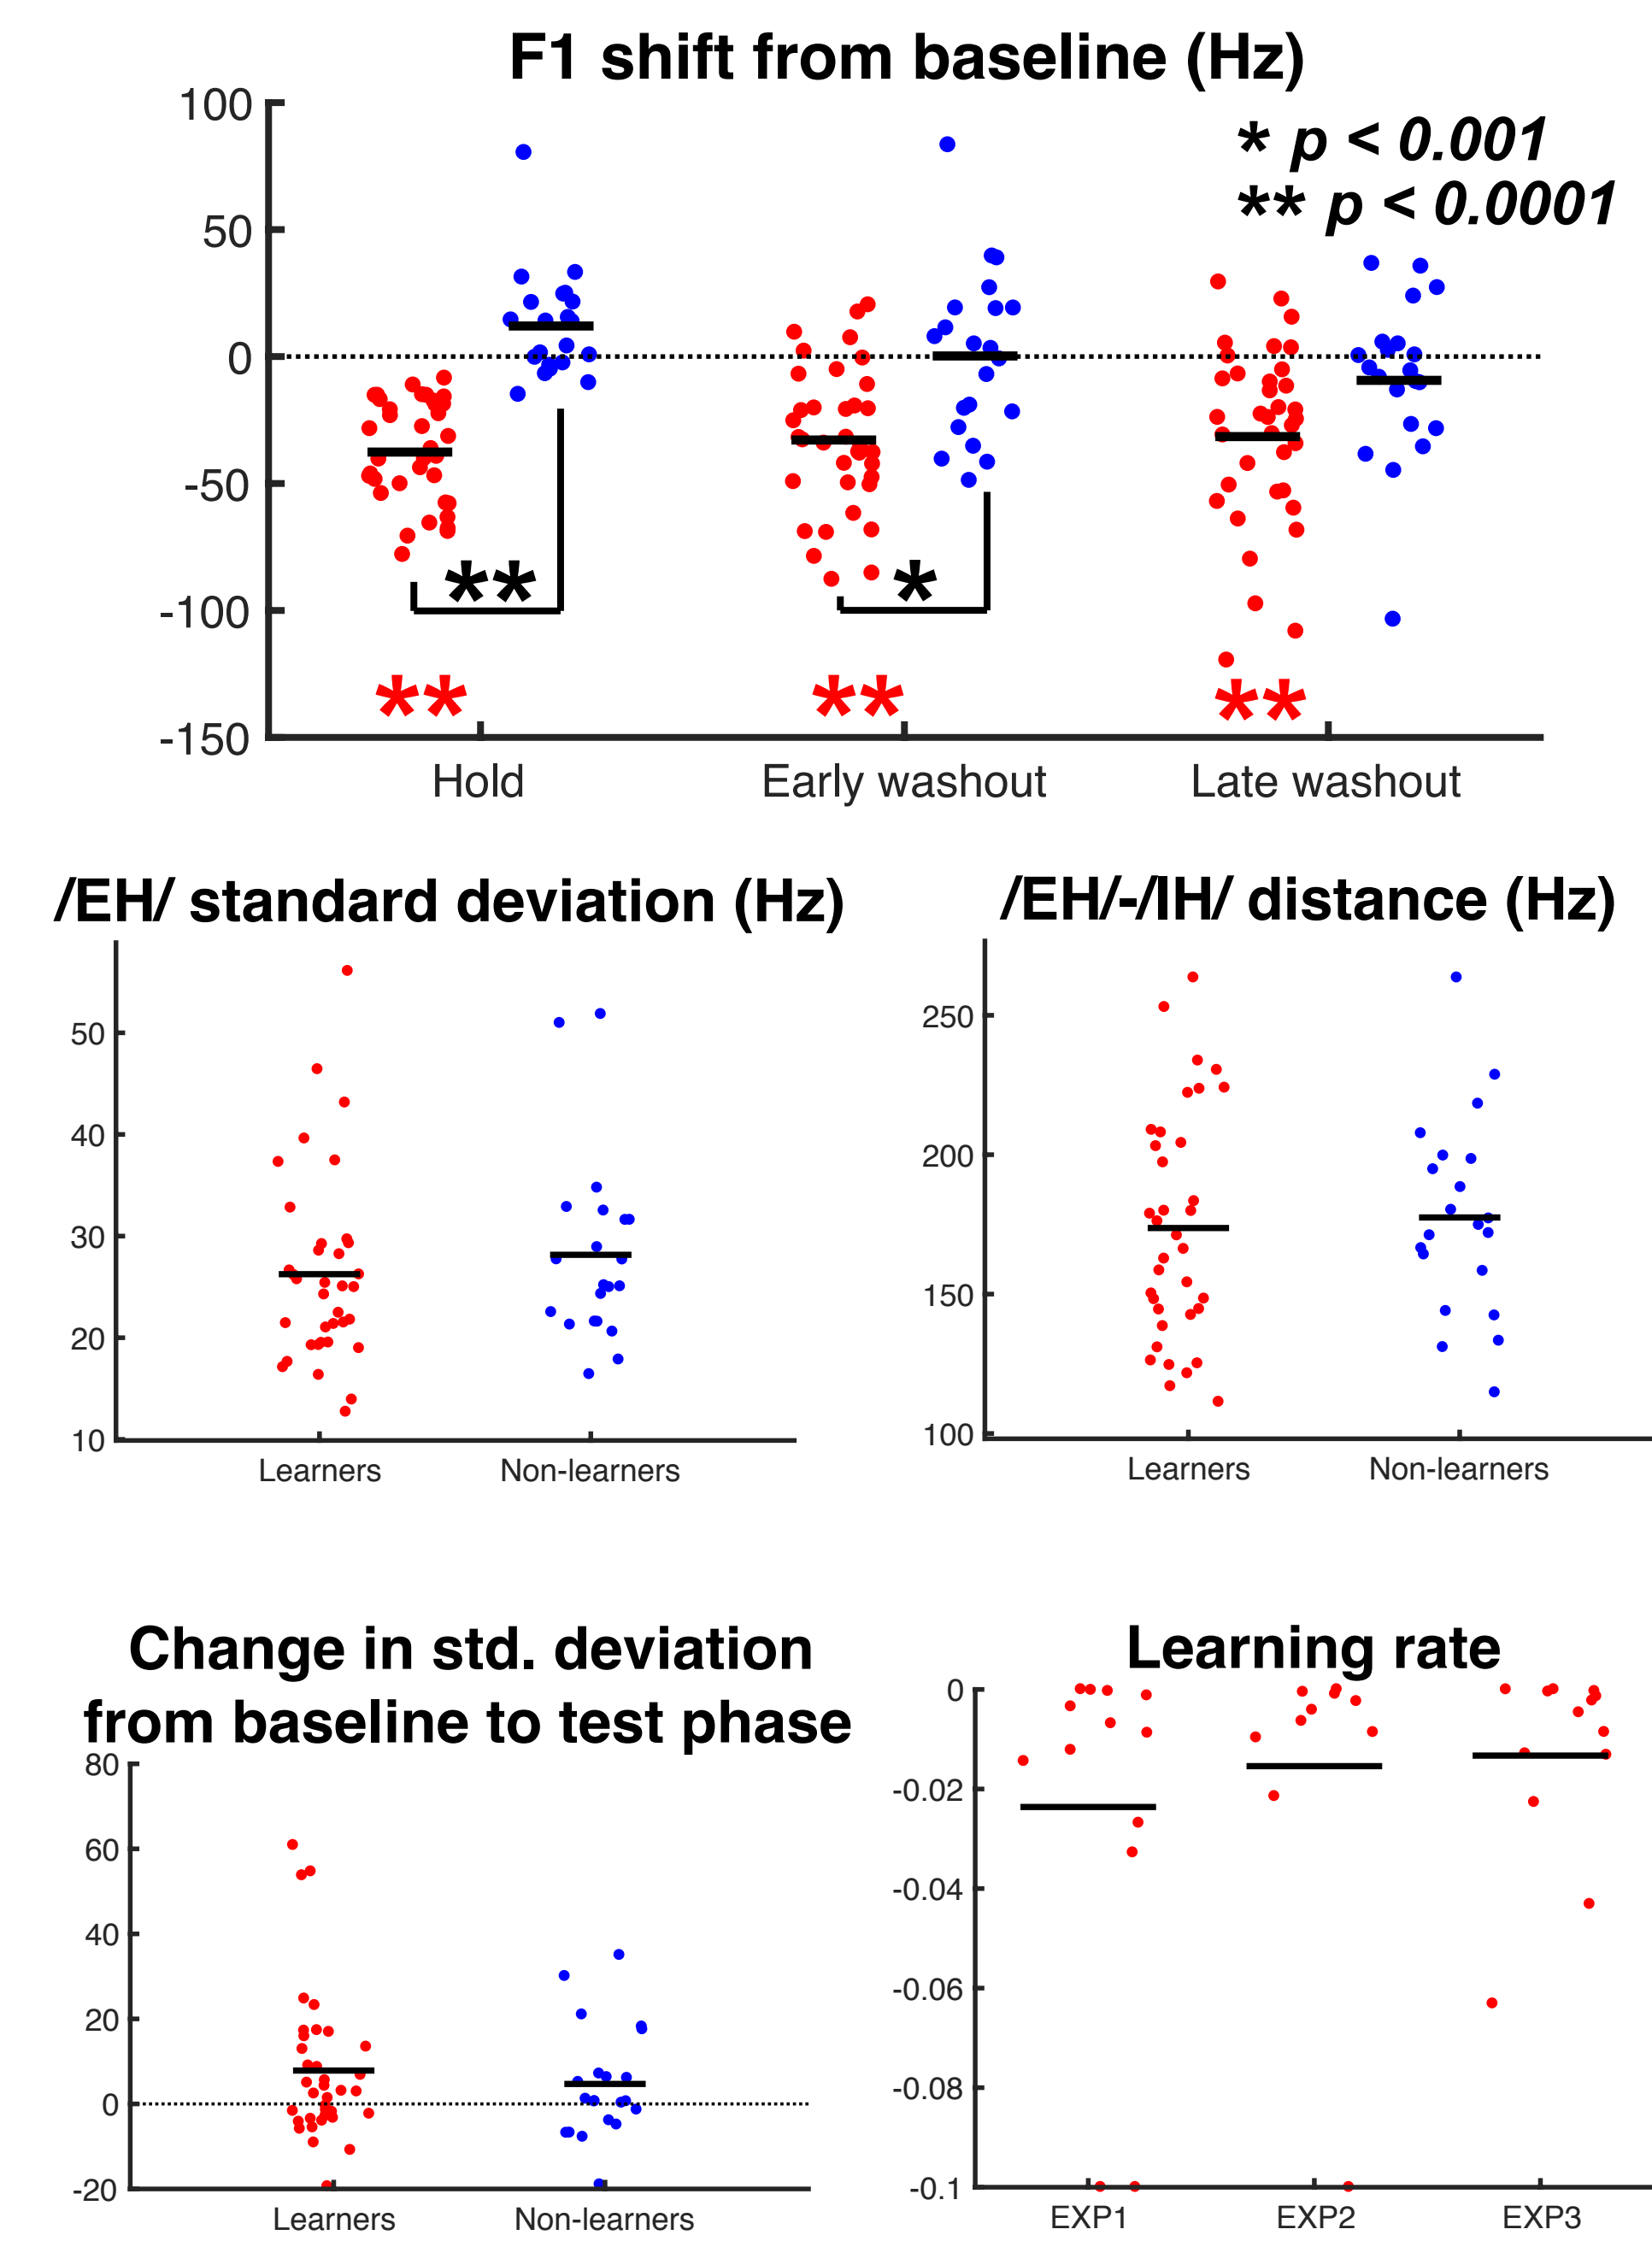 F1 shift from baseline (Hz)
* p < 0.001
** p < 0.0001
100
50
0
-50
-100
-150
** *
** ** **
Hold Early washout Late washout
/EH/ standard deviation (Hz)
50
40
30
20
10
Learners Non-learners
/EH/-/IH/ distance (Hz)
250
200
150
100
Learners Non-learners
Change in std. deviation
from baseline to test phase
80
60
40
20
0
-20
Learners Non-learners
Learning rate
0
-0.02
-0.04
-0.06
-0.08
-0.1
EXP1 EXP2 EXP3